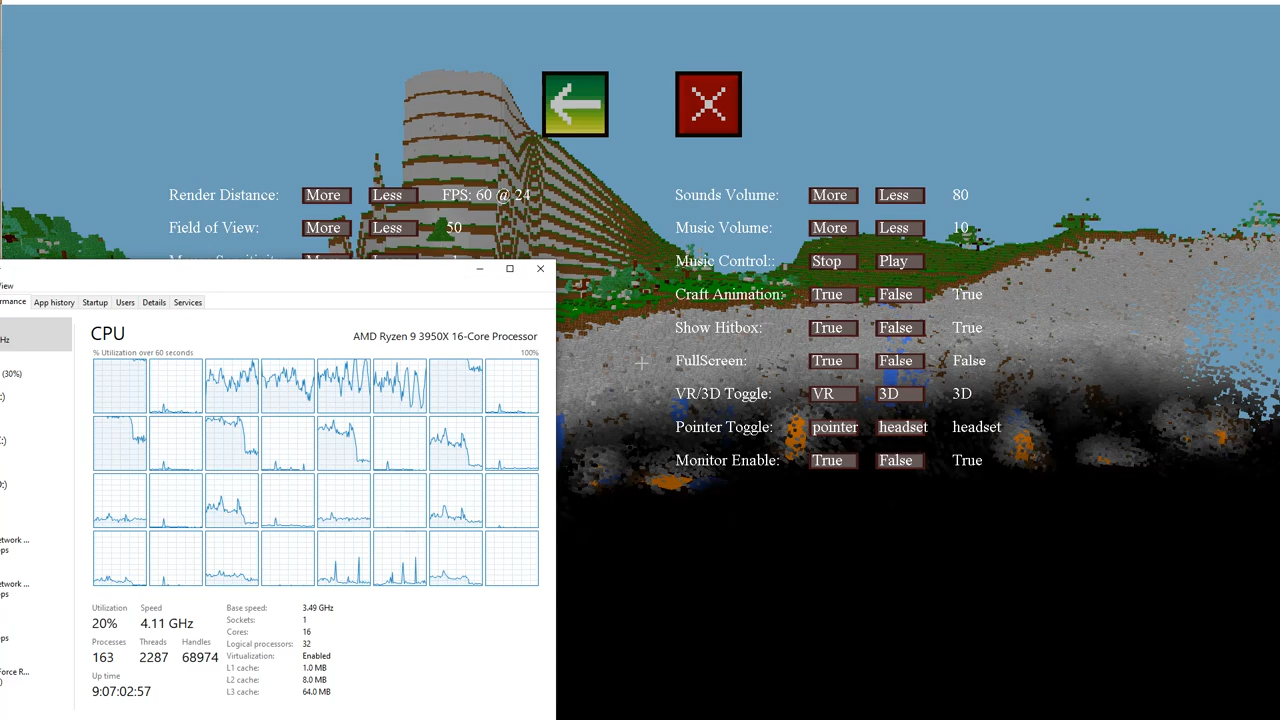 Render Distance: More Less FPS: 60 @ 24
Sounds Volume: More Less 80
Field of View: More Less 50
Music Volume: More Less 10
Music Control:: Stop Play
Craft Animation: True False True
Show Hitbox: True False True
FullScreen: True False False
VR/3D Toggle: VR 3D 3D
Pointer Toggle: pointer headset headset
Monitor Enable: True False True
App history Startup Users Details Services
CPU
AMD Ryzen 9 3950X 16-Core Processor
% Utilization over 60 seconds 100%
(30%)
Utilization Speed
20% 4.11 GHz
Processes Threads Handles
163 2287 68974
Up time
9:07:02:57
Base speed: 3.49 GHz
Sockets: 1
Cores: 16
Logical processors: 32
Virtualization: Enabled
L1 cache: 1.0 MB
L2 cache: 8.0 MB
L3 cache: 64.0 MB